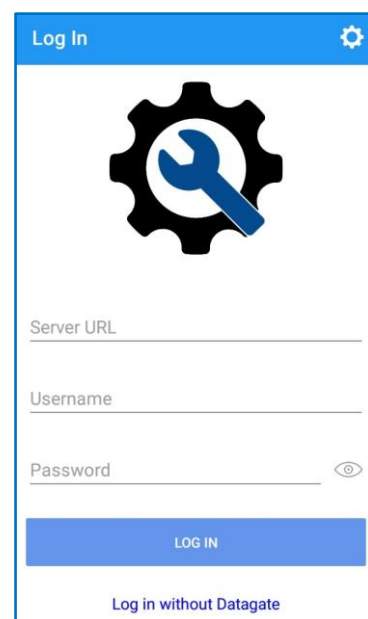 Log In
Server URL
Username
Password
LOG IN
Log in without Datagate